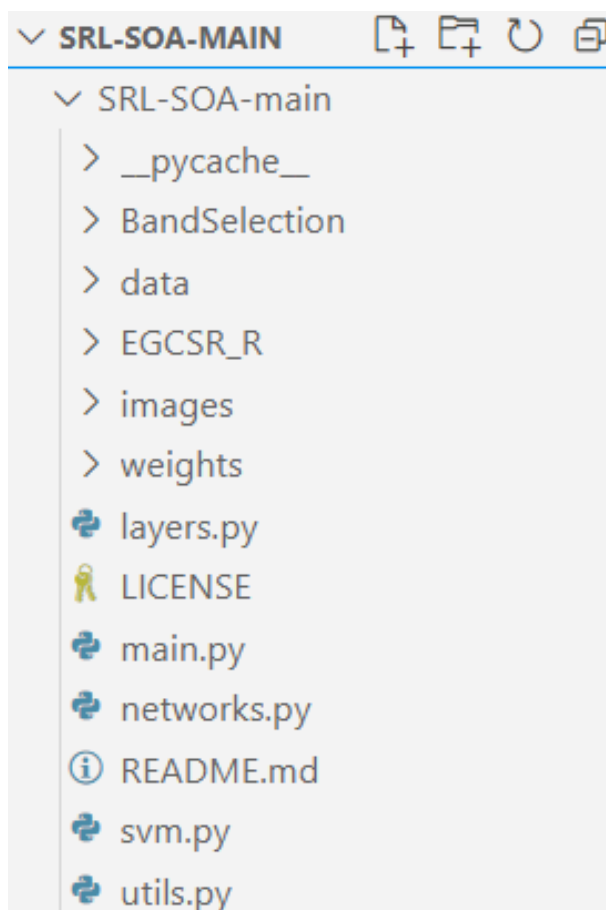 SRL-SOA-MAIN
SRL-SOA-main
__pycache__
BandSelection
data
EGCSR_R
images
weights
layers.py
LICENSE
main.py
networks.py
README.md
svm.py
utils.py